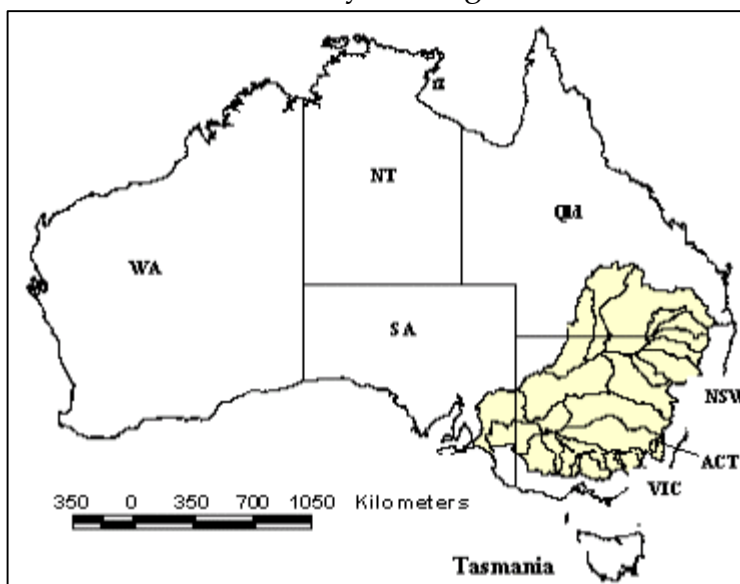 NT
Qld
WA
SA
NSW
ACT
VIC
350 0 350 700 1050 Kilometers
Tasmania